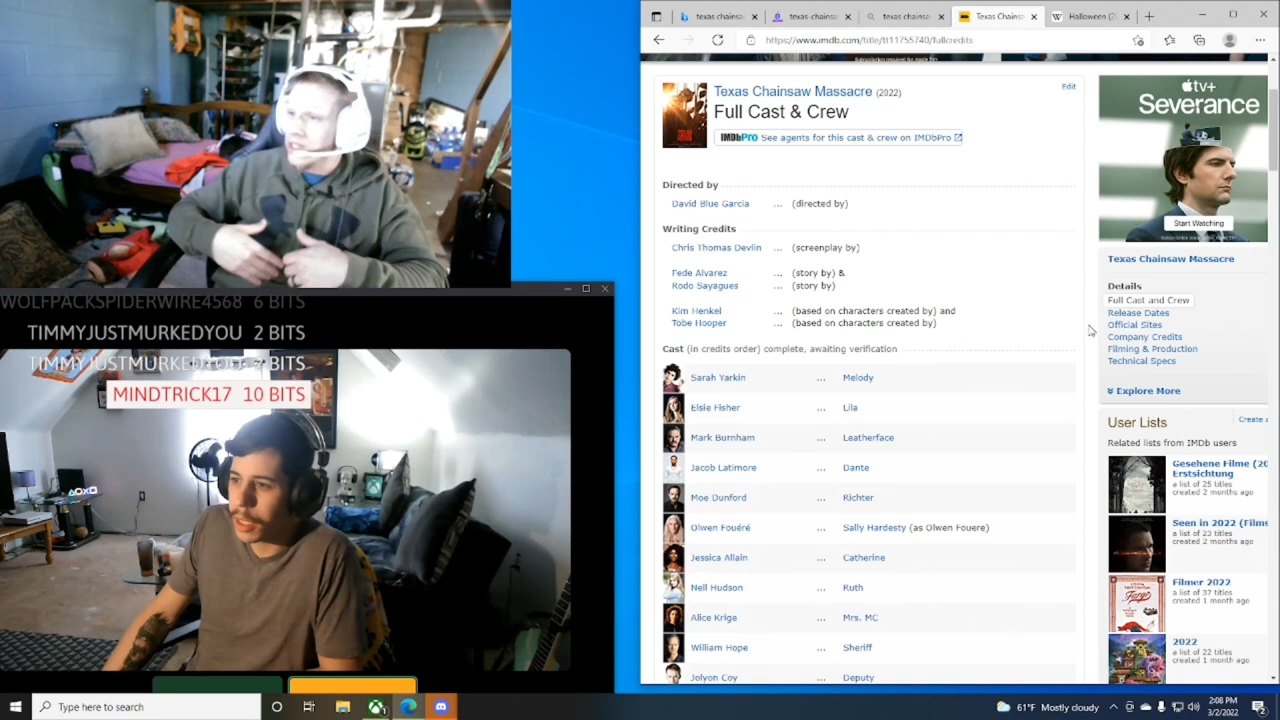 texas chainsa
texas-chainsa
texas chainsa
Texas Chainsa
Halloween (2
https://www.imdb.com/title/tt11755740/fullcredits
Texas Chainsaw Massacre (2022)
Edit
Full Cast & Crew
IMDbPro See agents for this cast & crew on IMDbPro
Directed by
David Blue Garcia ... (directed by)
Writing Credits
Chris Thomas Devlin ... (screenplay by)
Fede Alvarez ... (story by) &
Rodo Sayagues ... (story by)
Kim Henkel ... (based on characters created by) and
Tobe Hooper ... (based on characters created by)
Cast (in credits order) complete, awaiting verification
Sarah Yarkin ... Melody
Elsie Fisher ... Lila
Mark Burnham ... Leatherface
Jacob Latimore ... Dante
Moe Dunford ... Richter
Olwen Fouéré ... Sally Hardesty (as Olwen Fouere)
Jessica Allain ... Catherine
Nell Hudson ... Ruth
Alice Krige ... Mrs. MC
William Hope ... Sheriff
Jolyon Coy ... Deputy
tv+
Severance
Start Watching
Texas Chainsaw Massacre
Details
Full Cast and Crew
Release Dates
Official Sites
Company Credits
Filming & Production
Technical Specs
Explore More
User Lists
Create a
Related lists from IMDb users
Gesehene Filme (20
Erstsichtung
a list of 25 titles
created 2 months ago
Seen in 2022 (Films
a list of 23 titles
created 2 months ago
Filmer 2022
a list of 37 titles
created 1 month ago
2022
a list of 22 titles
created 1 month ago
WOLFPACKSPIDERWIRE4568 6 BITS
TIMMYJUSTMURKEDYOU 2 BITS
MINDTRICK17 10 BITS
Type here to search
61°F Mostly cloudy
2:08 PM
3/2/2022